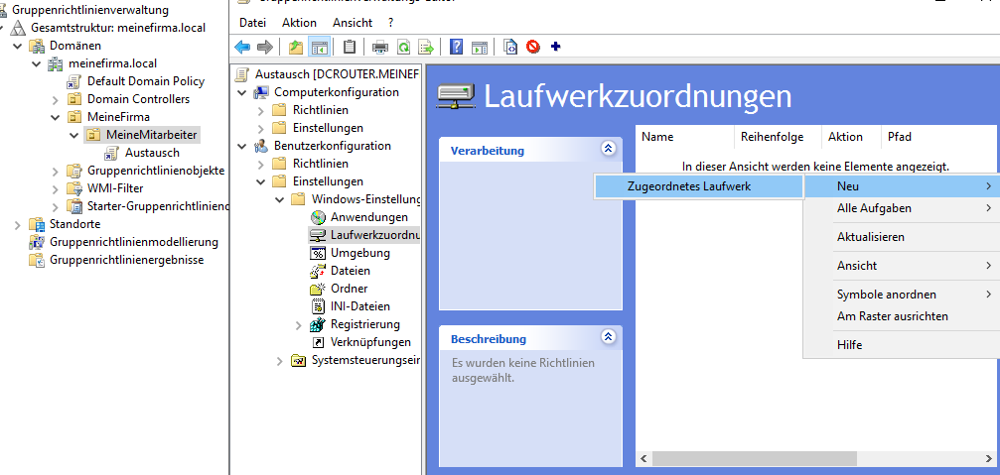 Gruppenrichtlinienverwaltung
Gesamtstruktur: meinefirma.local
Domänen
meinefirma.local
Default Domain Policy
Domain Controllers
MeineFirma
MeineMitarbeiter
Austausch
Gruppenrichtlinienobjekte
WMI-Filter
Starter-Gruppenrichtliniend
Standorte
Gruppenrichtlinienmodellierung
Gruppenrichtlinienergebnisse
Datei Aktion Ansicht ?
Austausch [DCROUTER.MEINEF
Computerkonfiguration
Richtlinien
Einstellungen
Benutzerkonfiguration
Richtlinien
Einstellungen
Windows-Einstellung
Anwendungen
Laufwerkzuordnu
Umgebung
Dateien
Ordner
INI-Dateien
Registrierung
Verknüpfungen
Systemsteuerungsein
Laufwerkzuordnungen
Verarbeitung
Beschreibung
Es wurden keine Richtlinien
ausgewählt.
Name Reihenfolge Aktion Pfad
In dieser Ansicht werden keine Elemente angezeigt.
Zugeordnetes Laufwerk
Neu
Alle Aufgaben
Aktualisieren
Ansicht
Symbole anordnen
Am Raster ausrichten
Hilfe